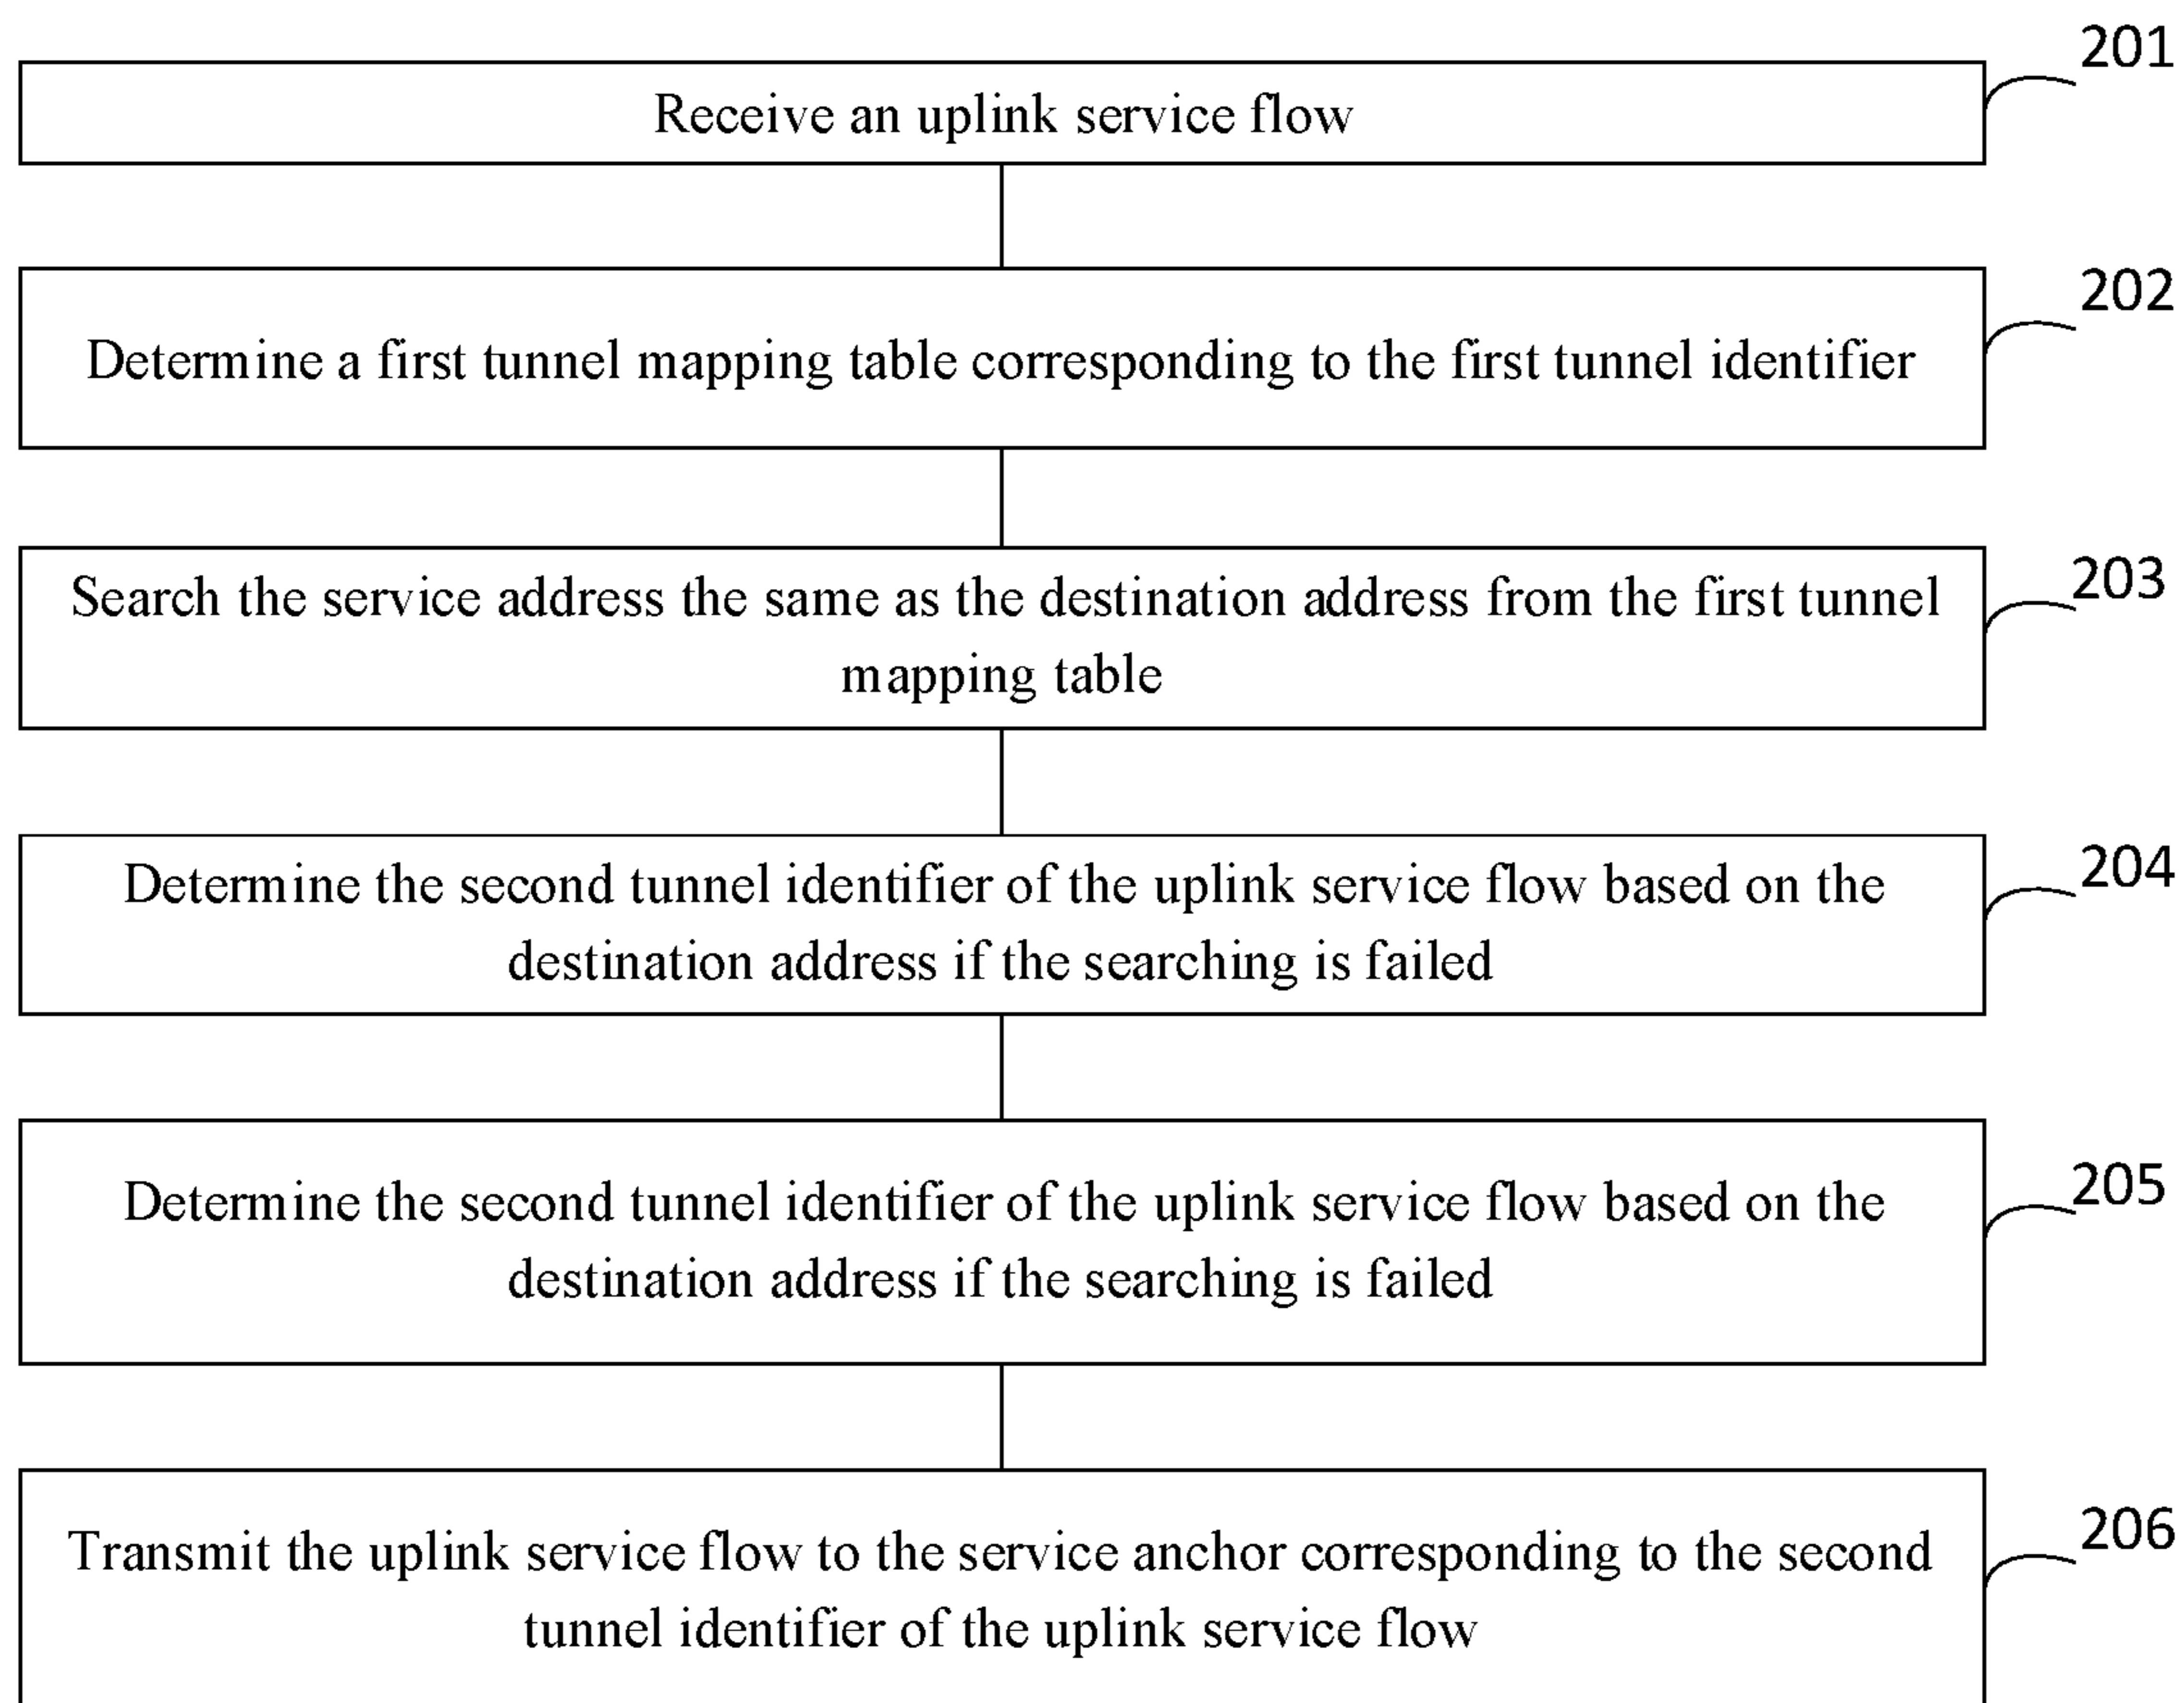 201
Receive an uplink service flow
202
Determine a first tunnel mapping table corresponding to the first tunnel identifier
203
Search the service address the same as the destination address from the first tunnel
mapping table
204
Determine the second tunnel identifier of the uplink service flow based on the
destination address if the searching is failed
205
Determine the second tunnel identifier of the uplink service flow based on the
destination address if the searching is failed
206
Transmit the uplink service flow to the service anchor corresponding to the second
tunnel identifier of the uplink service flow